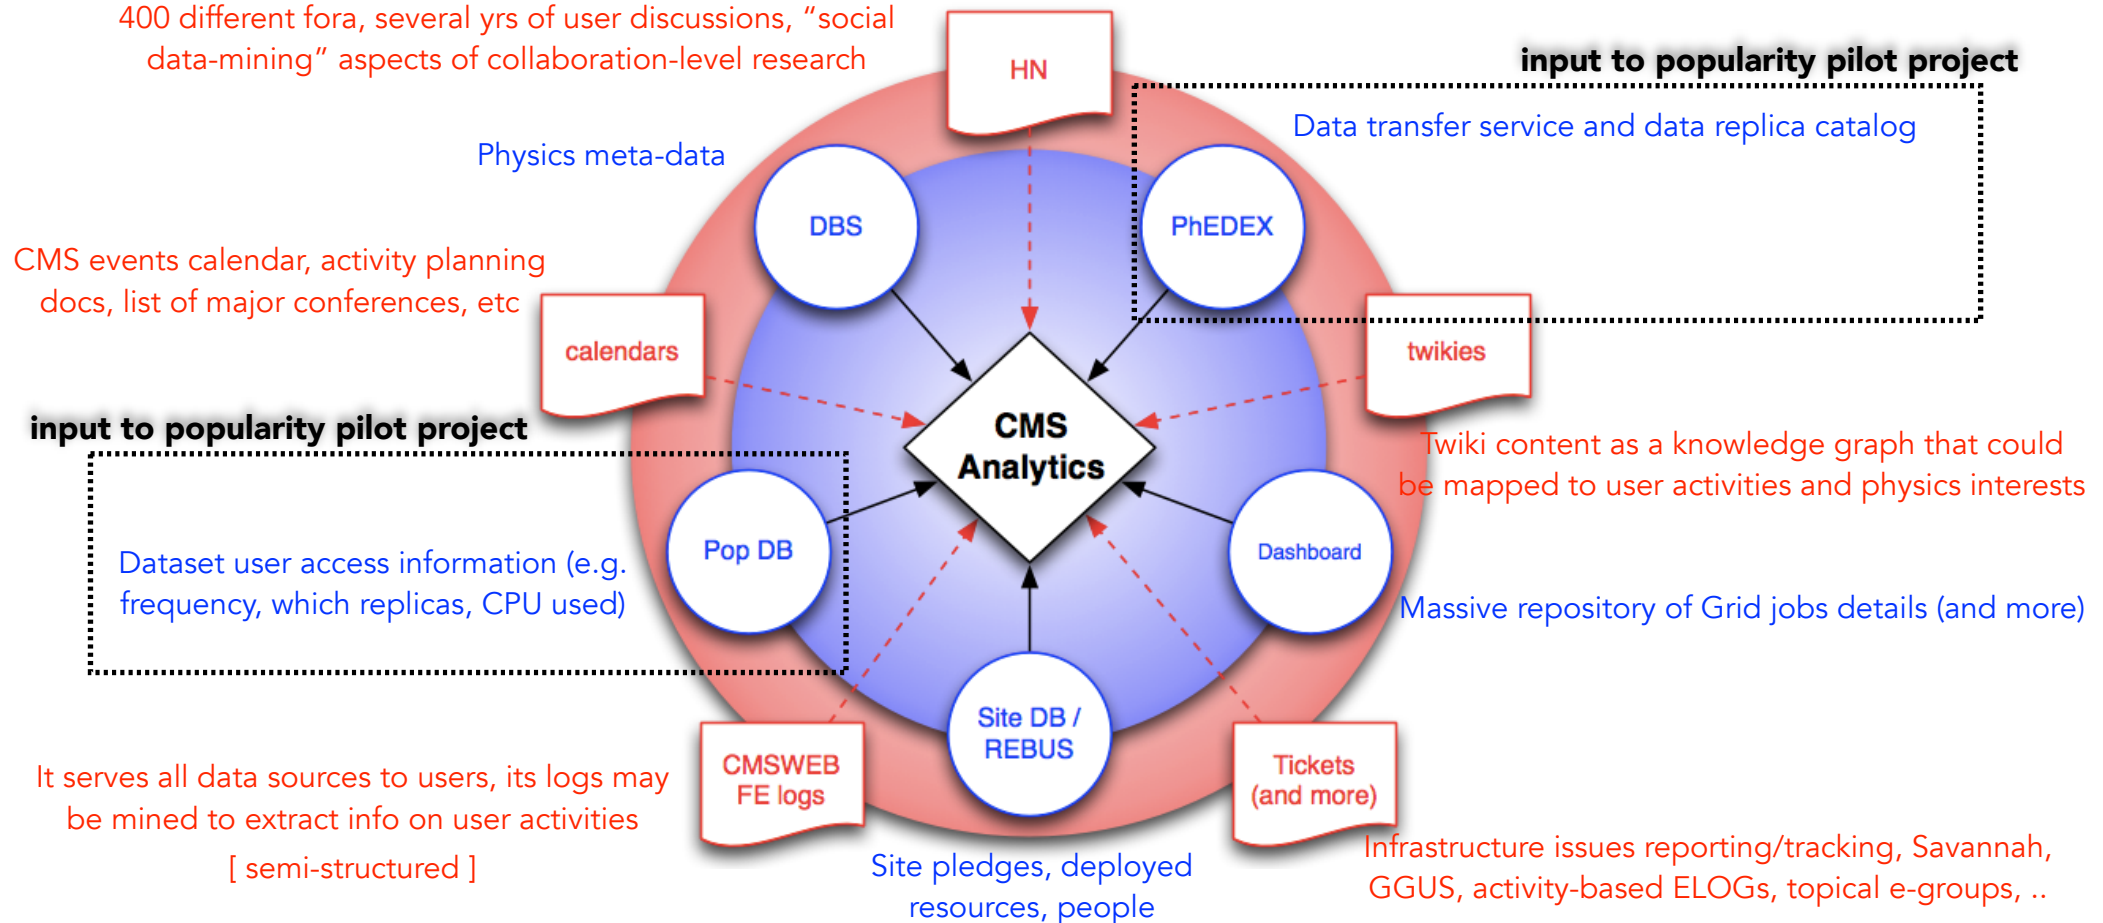 400 different fora, several yrs of user discussions, “social
data-mining” aspects of collaboration-level research
HN
input to popularity pilot project
Data transfer service and data replica catalog
Physics meta-data
DBS
PhEDEX
CMS events calendar, activity planning
docs, list of major conferences, etc
calendars
twikies
input to popularity pilot project
CMS
Analytics
Twiki content as a knowledge graph that could
be mapped to user activities and physics interests
Pop DB
Dashboard
Dataset user access information (e.g.
frequency, which replicas, CPU used)
Massive repository of Grid jobs details (and more)
Site DB /
REBUS
CMSWEB
FE logs
Tickets
(and more)
It serves all data sources to users, its logs may
be mined to extract info on user activities
[ semi-structured ]
Site pledges, deployed
resources, people
Infrastructure issues reporting/tracking, Savannah,
GGUS, activity-based ELOGs, topical e-groups, ..